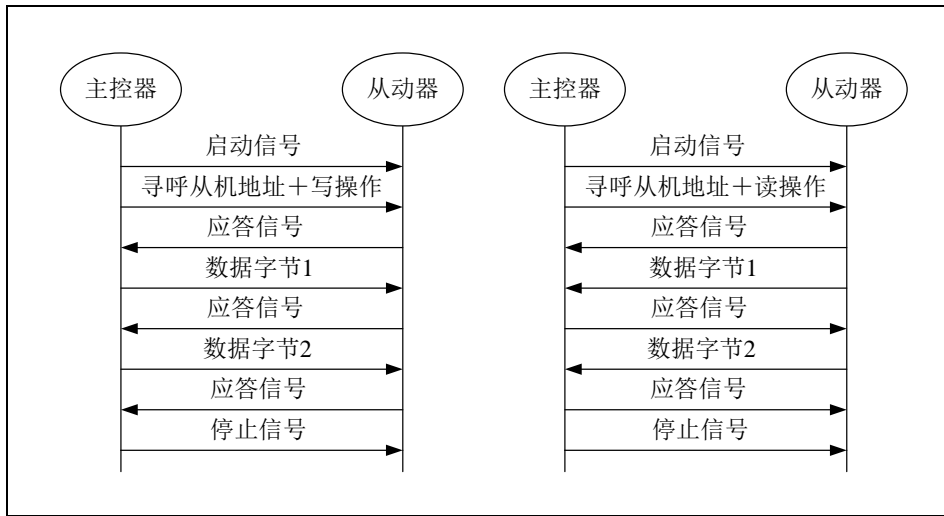 主控器
从动器
启动信号
寻呼从机地址＋写操作
应答信号
数据字节1
应答信号
数据字节2
应答信号
停止信号
主控器
从动器
启动信号
寻呼从机地址＋读操作
应答信号
数据字节1
应答信号
数据字节2
应答信号
停止信号